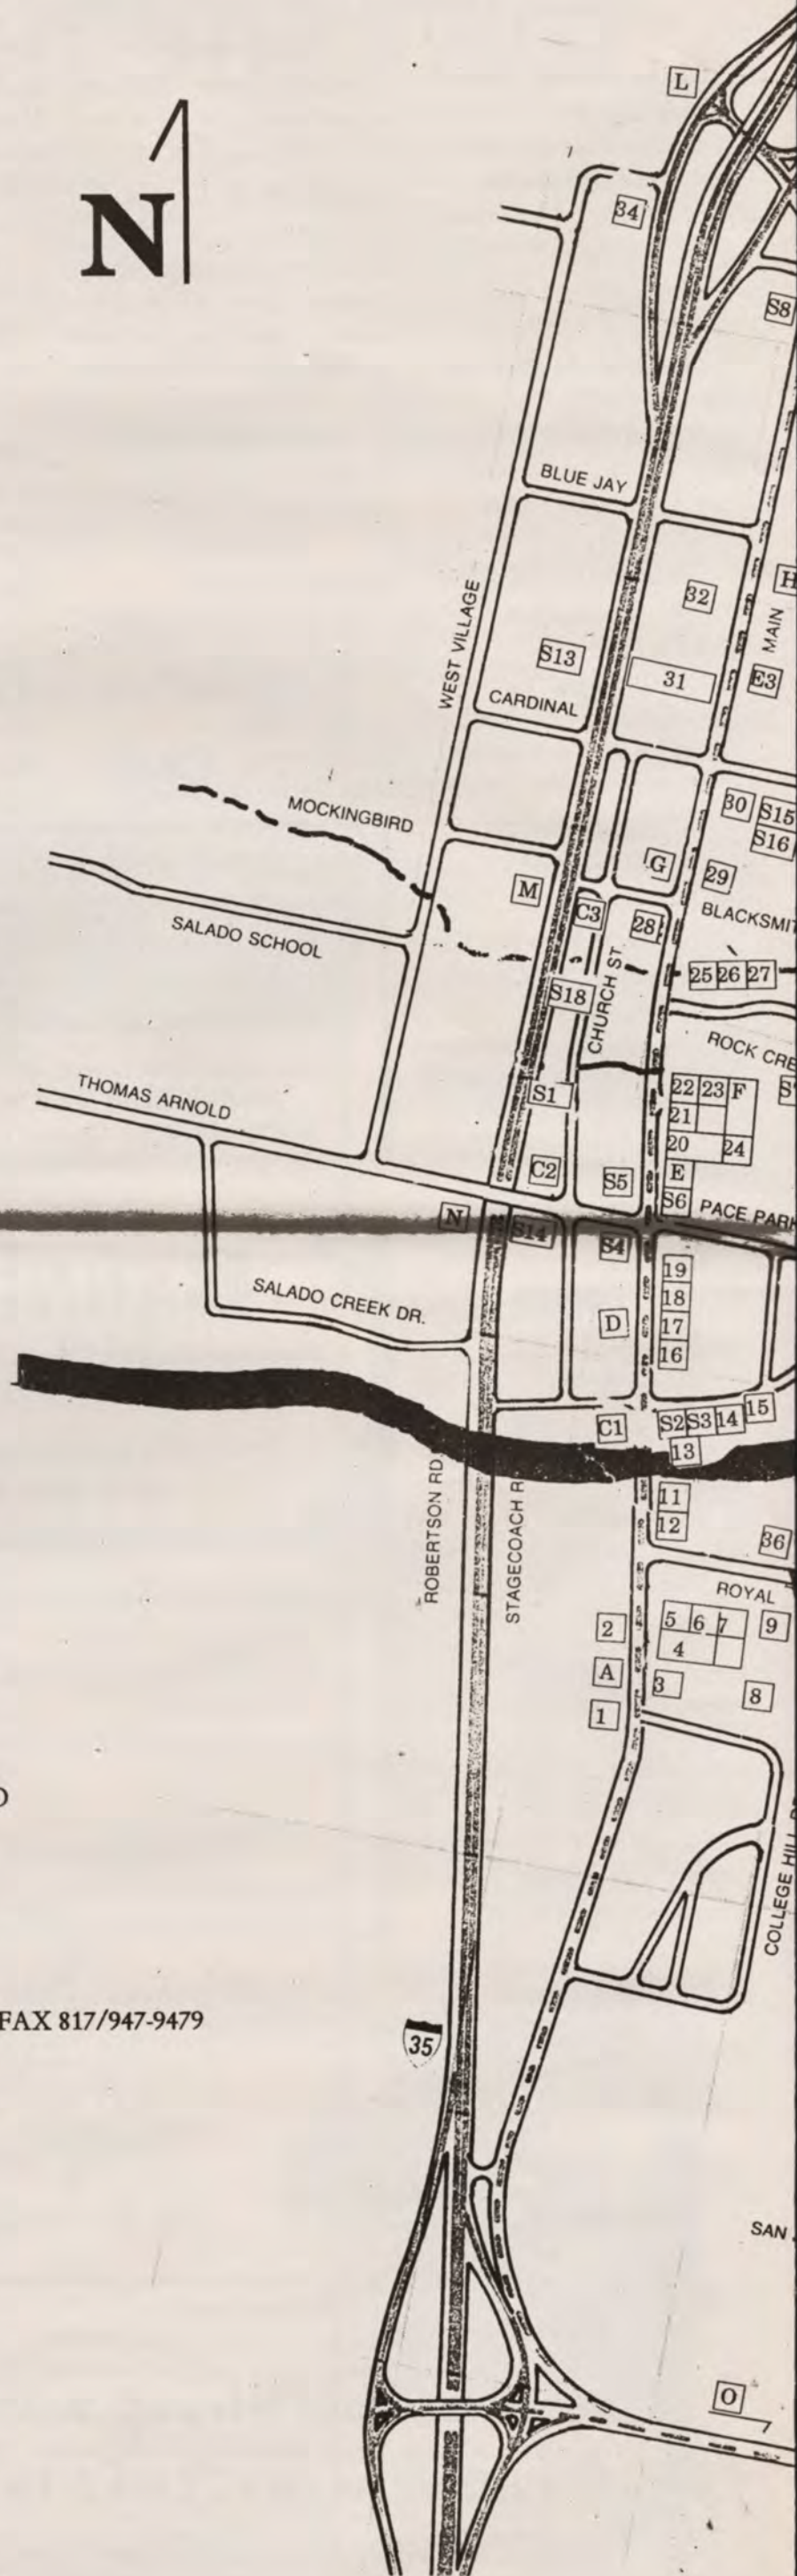 L
N
34
S8
BLUE JAY
32
H
WEST VILLAGE
MAIN
S13
31
E3
CARDINAL
MOCKINGBIRD
30
S15
S16
M
G
29
C3
28
BLACKSMIT
SALADO SCHOOL
25 26 27
S18
CHURCH ST
ROCK CRE
THOMAS ARNOLD
S1
22 23 F
21
20 24
C2
S5
E
S6
PACE PARK
N
S14
S4
19
SALADO CREEK DR.
18
D
17
16
C1
S2 S3 14 15
13
ROBERTSON RD.
STAGECOACH R
11
12
36
ROYAL
2
5 6 7
9
4
A
3
8
1
COLLEGE HILL
FAX 817/947-9479
35
SAN
O